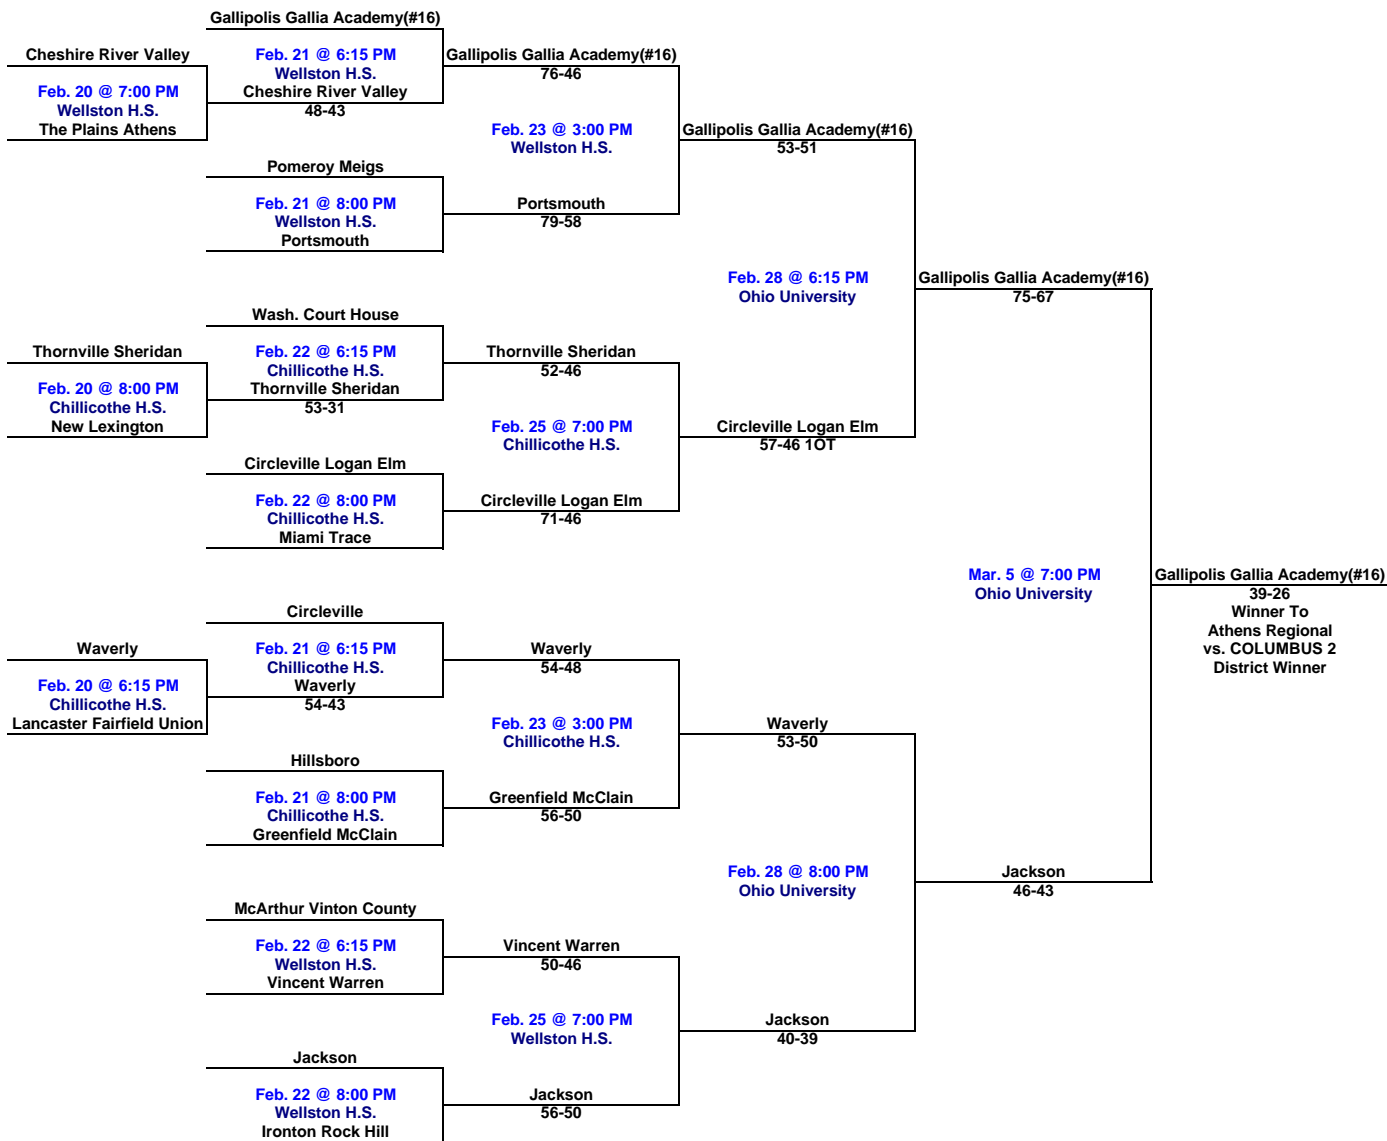 Gallipolis Gallia Academy(#16)
Cheshire River Valley
Feb. 21 @ 6:15 PM
Gallipolis Gallia Academy(#16)
Wellston H.S.
76-46
Feb. 20 @ 7:00 PM
Cheshire River Valley
Wellston H.S.
48-43
The Plains Athens
Feb. 23 @ 3:00 PM
Gallipolis Gallia Academy(#16)
Wellston H.S.
53-51
Pomeroy Meigs
Feb. 21 @ 8:00 PM
Portsmouth
Wellston H.S.
79-58
Portsmouth
Feb. 28 @ 6:15 PM
Gallipolis Gallia Academy(#16)
Ohio University
75-67
Wash. Court House
Thornville Sheridan
Feb. 22 @ 6:15 PM
Thornville Sheridan
Chillicothe H.S.
52-46
Feb. 20 @ 8:00 PM
Thornville Sheridan
Chillicothe H.S.
53-31
New Lexington
Feb. 25 @ 7:00 PM
Circleville Logan Elm
Chillicothe H.S.
57-46 1OT
Circleville Logan Elm
Feb. 22 @ 8:00 PM
Circleville Logan Elm
Chillicothe H.S.
71-46
Miami Trace
Mar. 5 @ 7:00 PM
Gallipolis Gallia Academy(#16)
Ohio University
39-26
Winner To
Athens Regional
vs. COLUMBUS 2
District Winner
Circleville
Waverly
Feb. 21 @ 6:15 PM
Waverly
Chillicothe H.S.
54-48
Feb. 20 @ 6:15 PM
Waverly
Chillicothe H.S.
54-43
Lancaster Fairfield Union
Feb. 23 @ 3:00 PM
Waverly
Chillicothe H.S.
53-50
Hillsboro
Feb. 21 @ 8:00 PM
Greenfield McClain
Chillicothe H.S.
56-50
Greenfield McClain
Feb. 28 @ 8:00 PM
Jackson
Ohio University
46-43
McArthur Vinton County
Feb. 22 @ 6:15 PM
Vincent Warren
Wellston H.S.
50-46
Vincent Warren
Feb. 25 @ 7:00 PM
Jackson
Wellston H.S.
40-39
Jackson
Feb. 22 @ 8:00 PM
Jackson
Wellston H.S.
56-50
Ironton Rock Hill